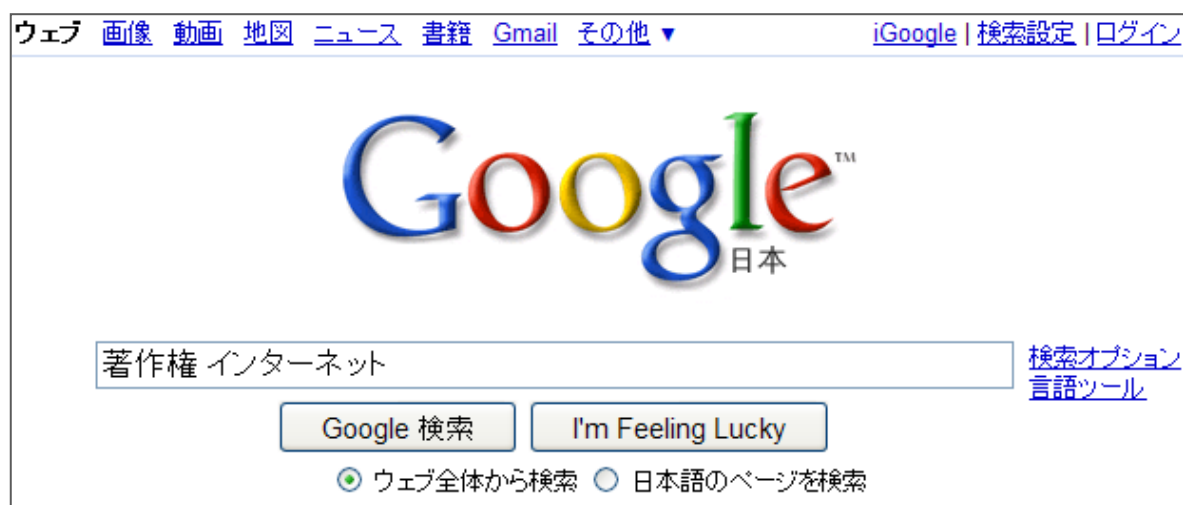 ウェブ 画像 動画 地図 ニュース 書籍 Gmail その他 ▼ iGoogle | 検索設定 | ログイン
Google™
日本
著作権 インターネット
検索オプション
言語ツール
Google 検索 I'm Feeling Lucky
ウェブ全体から検索 日本語のページを検索